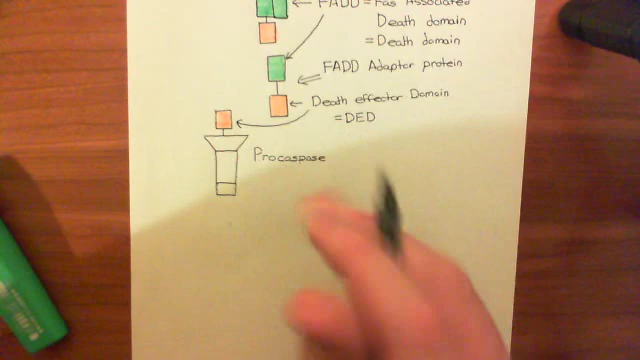 FADD = Fas Associated
Death domain
= Death domain
FADD Adaptor protein
Death effector Domain
= DED
Procaspase